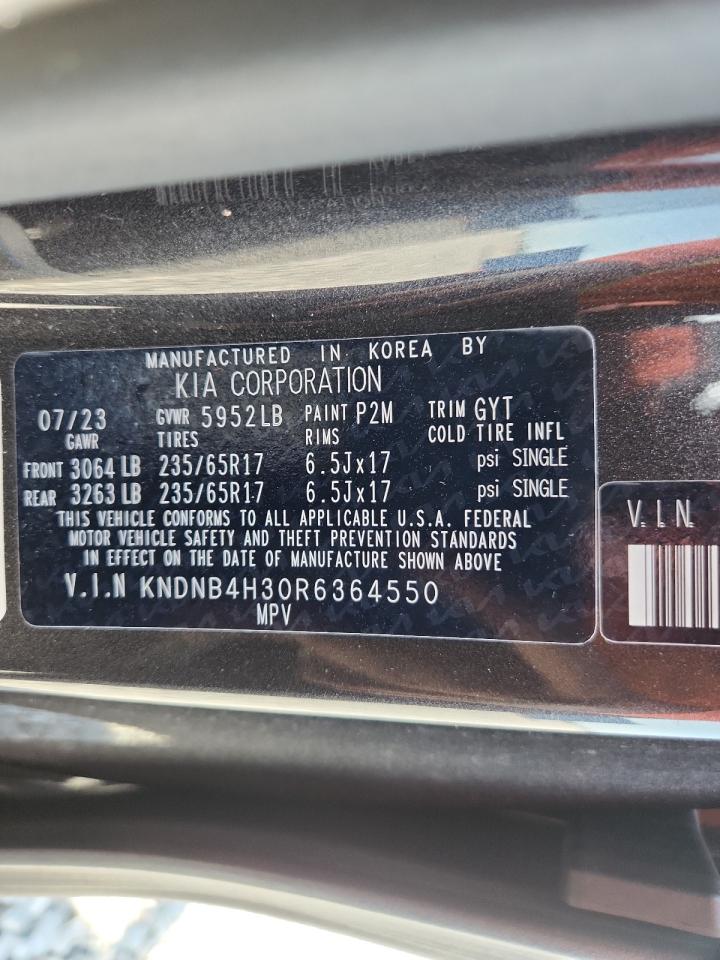 MANUFACTURED IN KOREA BY
KIA CORPORATION
07/23 GVWR 5952LB PAINT P2M TRIM GYT
GAWR TIRES RIMS COLD TIRE INFL
FRONT 3064 LB 235/65R17 6.5Jx17 psi SINGLE
REAR 3263 LB 235/65R17 6.5Jx17 psi SINGLE
THIS VEHICLE CONFORMS TO ALL APPLICABLE U.S.A. FEDERAL
MOTOR VEHICLE SAFETY AND THEFT PREVENTION STANDARDS
IN EFFECT ON THE DATE OF MANUFACTURE SHOWN ABOVE
V.I.N KNDNB4H30R6364550
MPV
V.I.N.